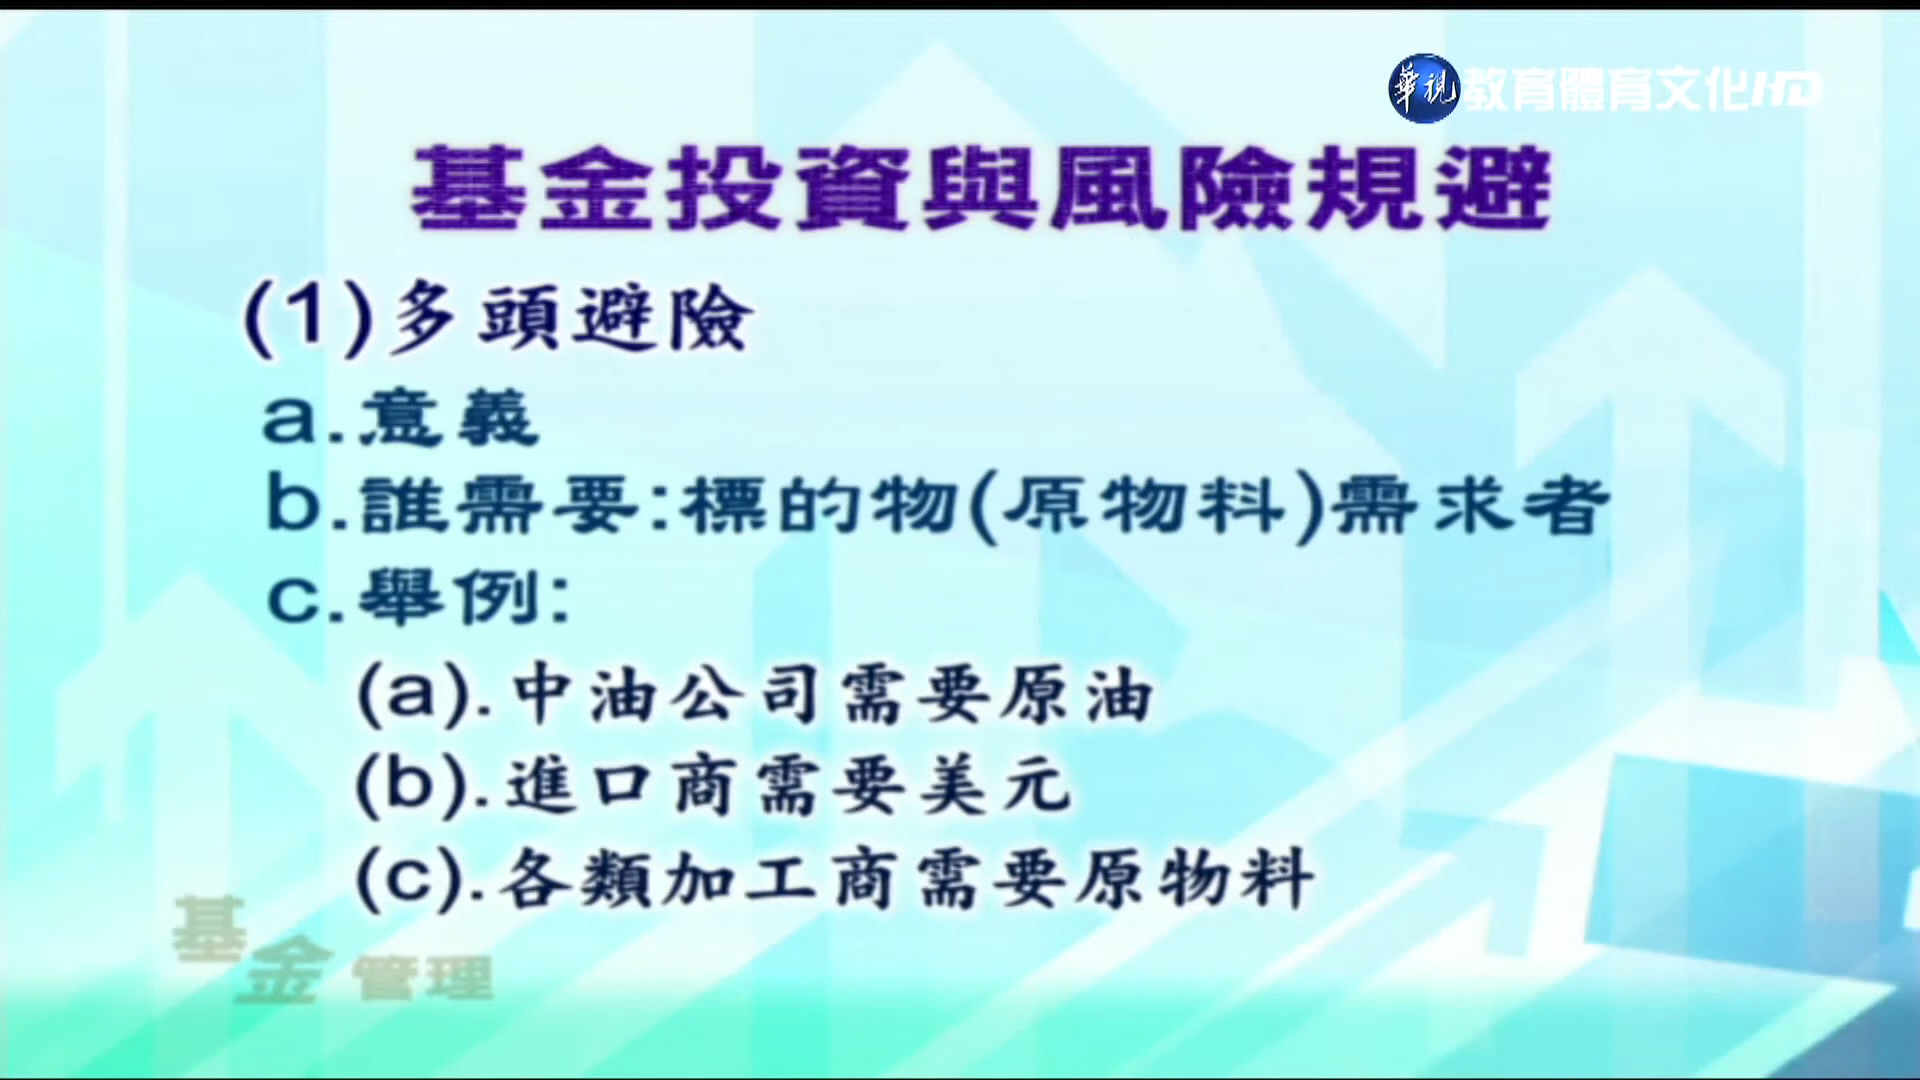 華視 教育體育文化HD
基金投資與風險規避
(1)多頭避險
a.意義
b.誰需要:標的物(原物料)需求者
c.舉例:
(a).中油公司需要原油
(b).進口商需要美元
(c).各類加工商需要原物料
基金管理